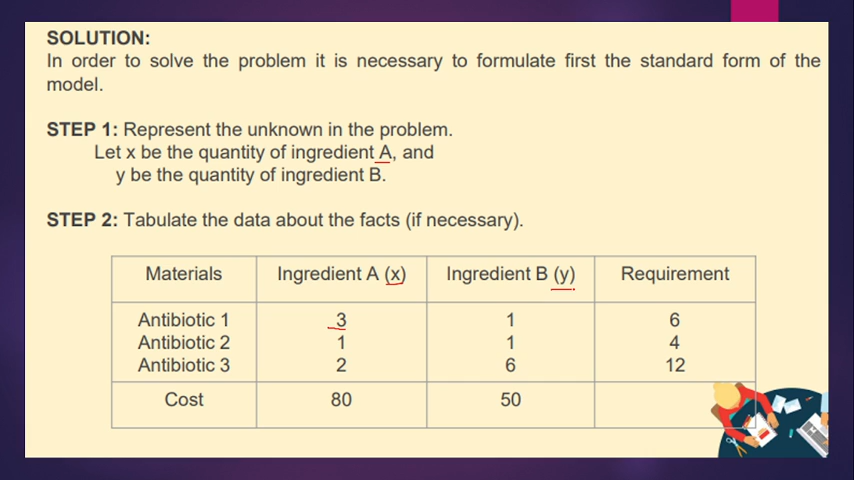 SOLUTION:
In order to solve the problem it is necessary to formulate first the standard form of the
model.
STEP 1: Represent the unknown in the problem.
Let x be the quantity of ingredient A, and
y be the quantity of ingredient B.
STEP 2: Tabulate the data about the facts (if necessary).
Materials Ingredient A (x) Ingredient B (y) Requirement
Antibiotic 1 3 1 6
Antibiotic 2 1 1 4
Antibiotic 3 2 6 12
Cost 80 50